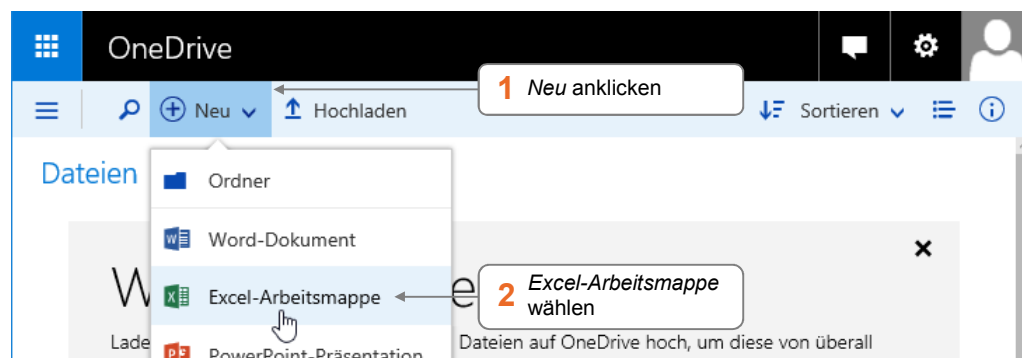 OneDrive
1 Neu anklicken
Neu
Hochladen
Sortieren
Dateien
Ordner
Word-Dokument
Excel-Arbeitsmappe
2 Excel-Arbeitsmappe
wählen
PowerPoint-Präsentation
Lade
Dateien auf OneDrive hoch, um diese von überall